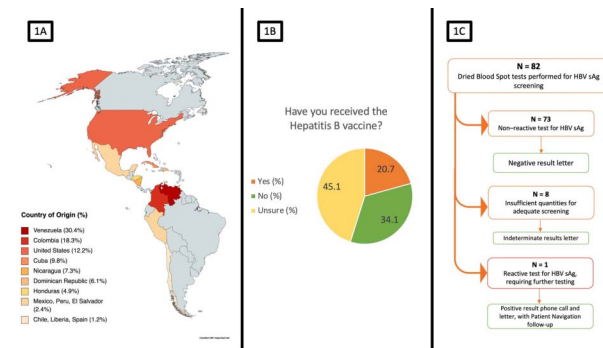 1A
Country of Origin (%)
Venezuela (30.4%)
Colombia (18.3%)
United States (12.2%)
Cuba (9.8%)
Nicaragua (7.3%)
Dominican Republic (6.1%)
Honduras (4.9%)
Mexico, Peru, El Salvador
(2.4%)
Chile, Liberia, Spain (1.2%)
1B
Have you received the
Hepatitis B vaccine?
Yes (%)
No (%)
Unsure (%)
20.7
34.1
45.1
1C
N = 82
Dried Blood Spot tests performed for HBV sAg
screening
N = 73
Non-reactive test for HBV sAg
Negative result letter
N = 8
Insufficient quantities for
adequate screening
Indeterminate results letter
N = 1
Reactive test for HBV sAg,
requiring further testing
Positive result phone call and
letter, with Patient Navigation
follow-up